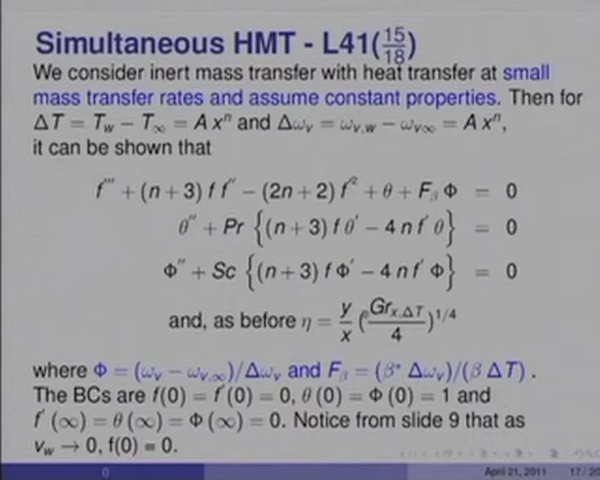 Simultaneous HMT - L41(15/18)
We consider inert mass transfer with heat transfer at small
mass transfer rates and assume constant properties. Then for
ΔT = T_w − T_∞ = A x^n and Δω_v = ω_{v,w} − ω_{v∞} = A x^n,
it can be shown that
f''' + (n+3) f f'' − (2n+2) f'^2 + θ + F_β Φ = 0
θ'' + Pr {(n+3) f θ' − 4 n f' θ} = 0
Φ'' + Sc {(n+3) f Φ' − 4 n f' Φ} = 0
and, as before η = y/x (Gr_{x,ΔT}/4)^{1/4}
where Φ = (ω_v − ω_{v,∞})/Δω_v and F_β = (β* Δω_v)/(β ΔT) .
The BCs are f(0) = f'(0) = 0, θ (0) = Φ (0) = 1 and
f' (∞) = θ (∞) = Φ (∞) = 0. Notice from slide 9 that as
v_w → 0, f(0) = 0.
() April 21, 2011 17 / 20